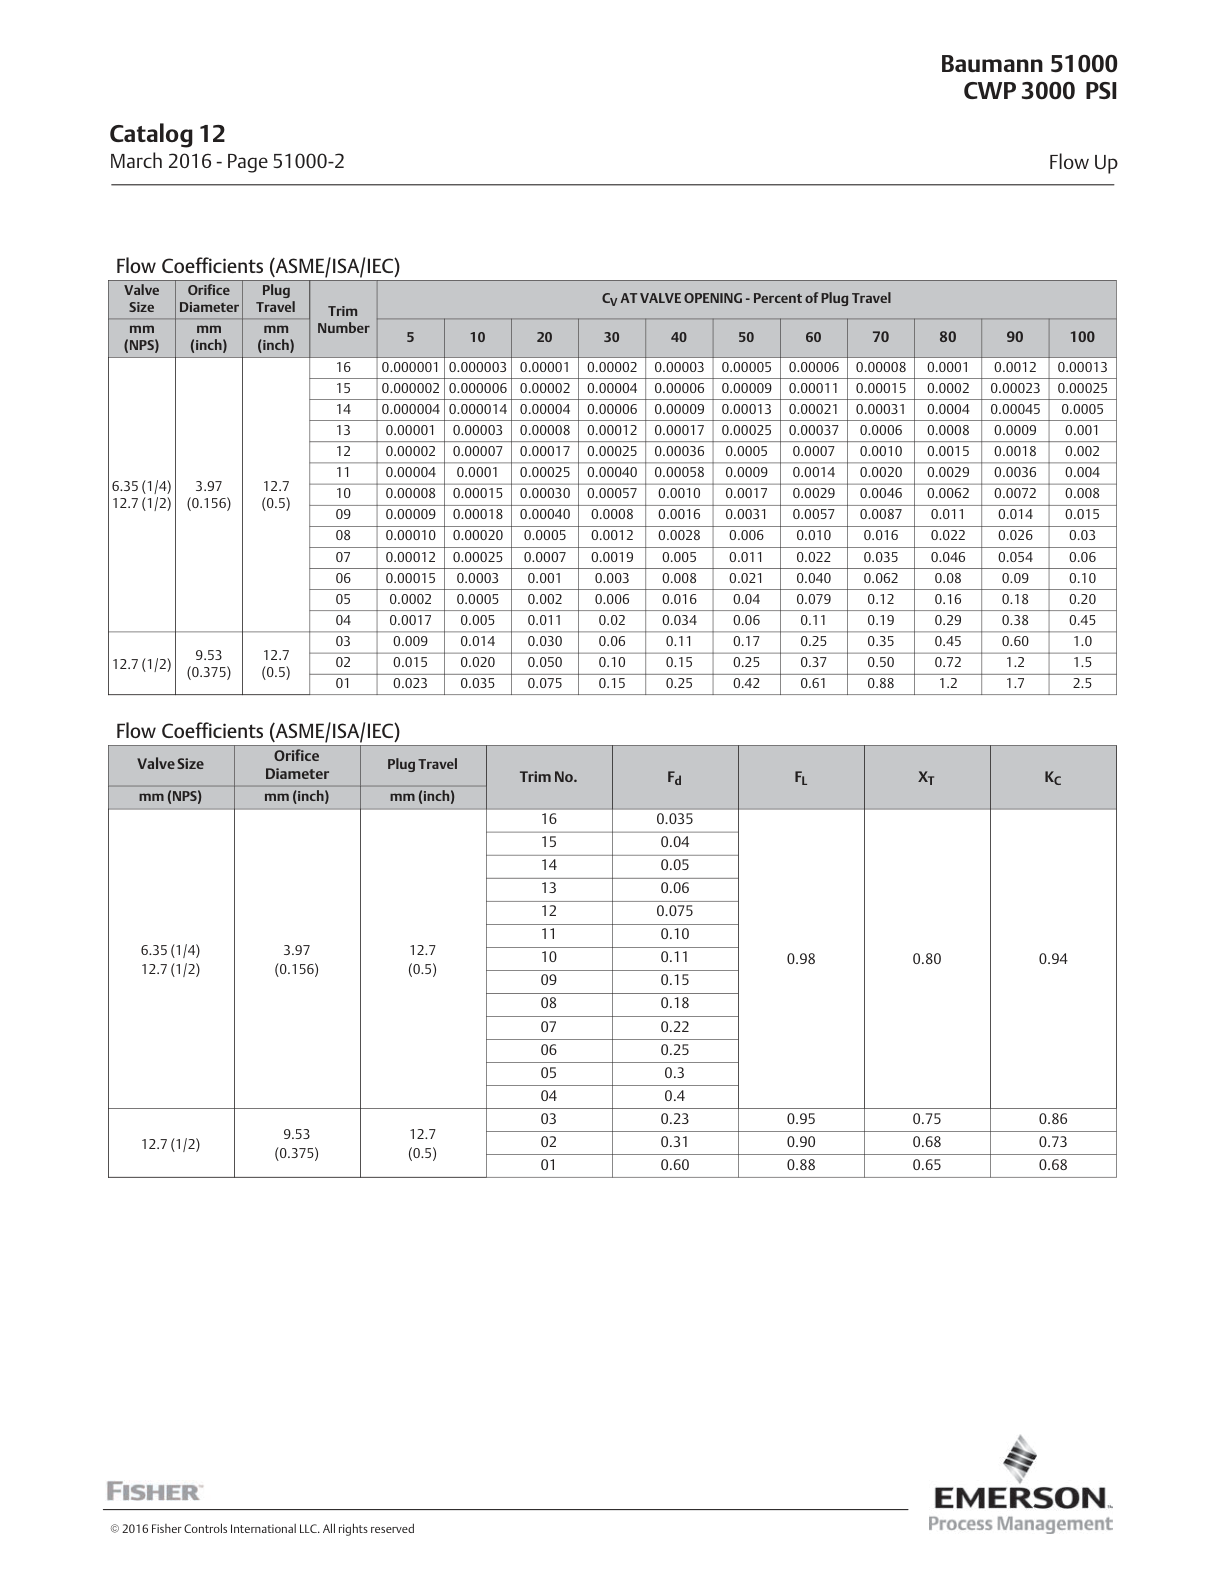 Baumann 51000
CWP 3000 PSI
Catalog 12
March 2016 - Page 51000-2
Flow Up
Flow Coefficients (ASME/ISA/IEC)
Valve Size Orifice Diameter Plug Travel Trim Number CV AT VALVE OPENING - Percent of Plug Travel
mm (NPS) mm (inch) mm (inch) 5 10 20 30 40 50 60 70 80 90 100
6.35 (1/4) 12.7 (1/2) 3.97 (0.156) 12.7 (0.5)
16 0.000001 0.000003 0.00001 0.00002 0.00003 0.00005 0.00006 0.00008 0.0001 0.0012 0.00013
15 0.000002 0.000006 0.00002 0.00004 0.00006 0.00009 0.00011 0.00015 0.0002 0.00023 0.00025
14 0.000004 0.000014 0.00004 0.00006 0.00009 0.00013 0.00021 0.00031 0.0004 0.00045 0.0005
13 0.00001 0.00003 0.00008 0.00012 0.00017 0.00025 0.00037 0.0006 0.0008 0.0009 0.001
12 0.00002 0.00007 0.00017 0.00025 0.00036 0.0005 0.0007 0.0010 0.0015 0.0018 0.002
11 0.00004 0.0001 0.00025 0.00040 0.00058 0.0009 0.0014 0.0020 0.0029 0.0036 0.004
10 0.00008 0.00015 0.00030 0.00057 0.0010 0.0017 0.0029 0.0046 0.0062 0.0072 0.008
09 0.00009 0.00018 0.00040 0.0008 0.0016 0.0031 0.0057 0.0087 0.011 0.014 0.015
08 0.00010 0.00020 0.0005 0.0012 0.0028 0.006 0.010 0.016 0.022 0.026 0.03
07 0.00012 0.00025 0.0007 0.0019 0.005 0.011 0.022 0.035 0.046 0.054 0.06
06 0.00015 0.0003 0.001 0.003 0.008 0.021 0.040 0.062 0.08 0.09 0.10
05 0.0002 0.0005 0.002 0.006 0.016 0.04 0.079 0.12 0.16 0.18 0.20
04 0.0017 0.005 0.011 0.02 0.034 0.06 0.11 0.19 0.29 0.38 0.45
12.7 (1/2) 9.53 (0.375) 12.7 (0.5)
03 0.009 0.014 0.030 0.06 0.11 0.17 0.25 0.35 0.45 0.60 1.0
02 0.015 0.020 0.050 0.10 0.15 0.25 0.37 0.50 0.72 1.2 1.5
01 0.023 0.035 0.075 0.15 0.25 0.42 0.61 0.88 1.2 1.7 2.5
Flow Coefficients (ASME/ISA/IEC)
Valve Size Orifice Diameter Plug Travel Trim No. Fd FL XT KC
mm (NPS) mm (inch) mm (inch)
6.35 (1/4) 12.7 (1/2) 3.97 (0.156) 12.7 (0.5)
16 0.035
15 0.04
14 0.05
13 0.06
12 0.075
11 0.10
10 0.11 0.98 0.80 0.94
09 0.15
08 0.18
07 0.22
06 0.25
05 0.3
04 0.4
12.7 (1/2) 9.53 (0.375) 12.7 (0.5)
03 0.23 0.95 0.75 0.86
02 0.31 0.90 0.68 0.73
01 0.60 0.88 0.65 0.68
FISHER™
© 2016 Fisher Controls International LLC. All rights reserved
EMERSON™
Process Management